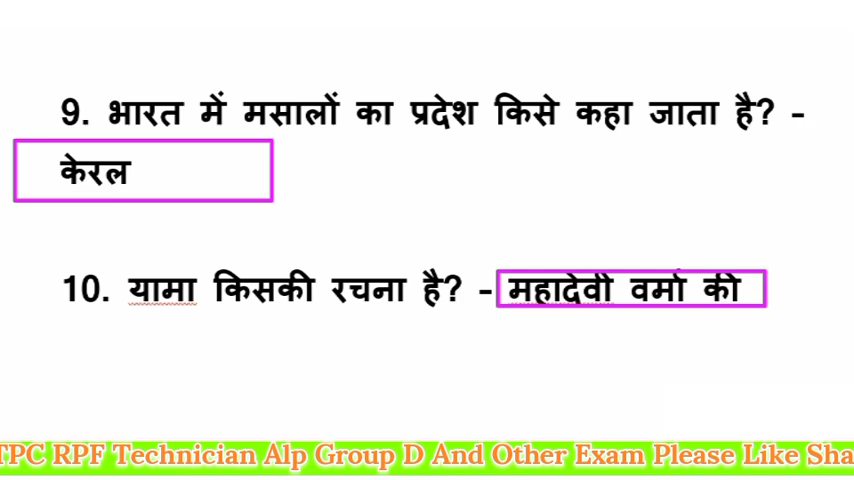 9. भारत में मसालों का प्रदेश किसे कहा जाता है? -
केरल
10. यामा किसकी रचना है? - महादेवी वर्मा की
TPC RPF Technician Alp Group D And Other Exam Please Like Sha